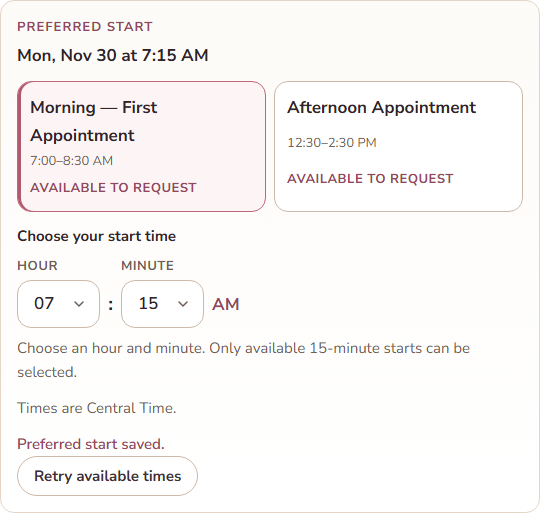 PREFERRED START
Mon, Nov 30 at 7:15 AM
Morning — First
Appointment
7:00–8:30 AM
AVAILABLE TO REQUEST
Afternoon Appointment
12:30–2:30 PM
AVAILABLE TO REQUEST
Choose your start time
HOUR MINUTE
07 : 15 AM
Choose an hour and minute. Only available 15-minute starts can be
selected.
Times are Central Time.
Preferred start saved.
Retry available times